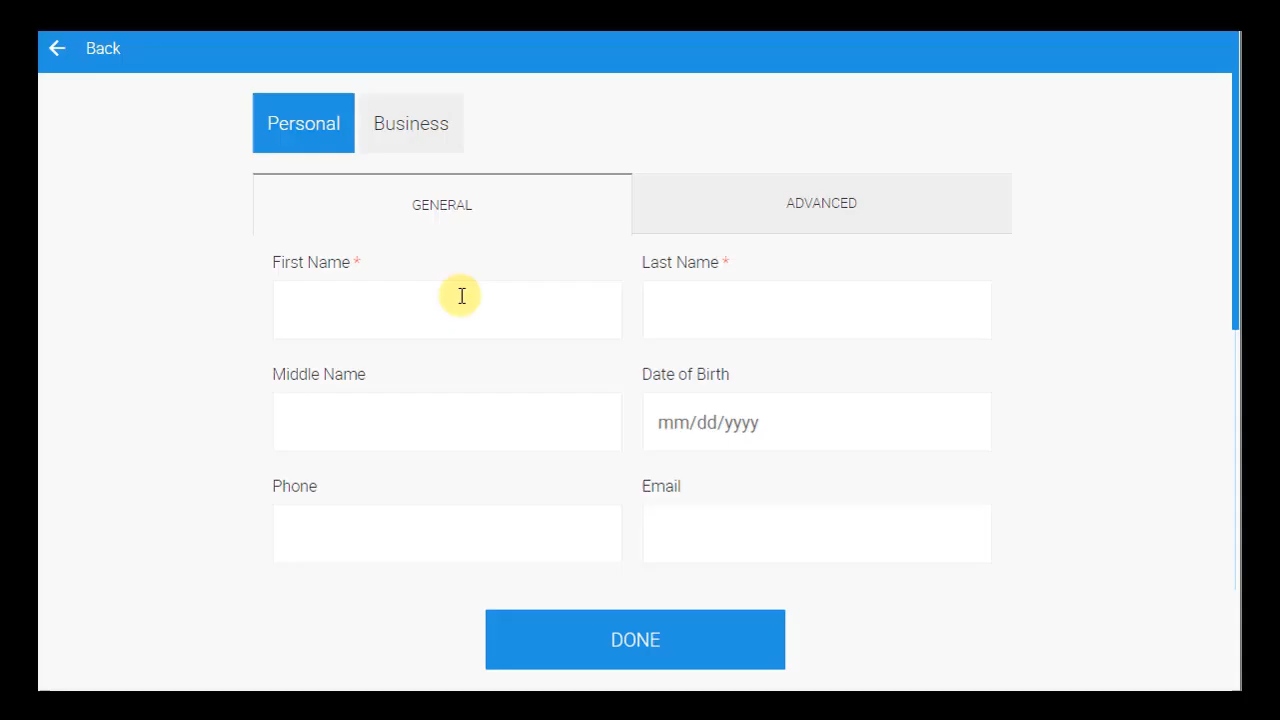 Back
Personal Business
GENERAL ADVANCED
First Name * Last Name *
Middle Name Date of Birth
mm/dd/yyyy
Phone Email
DONE